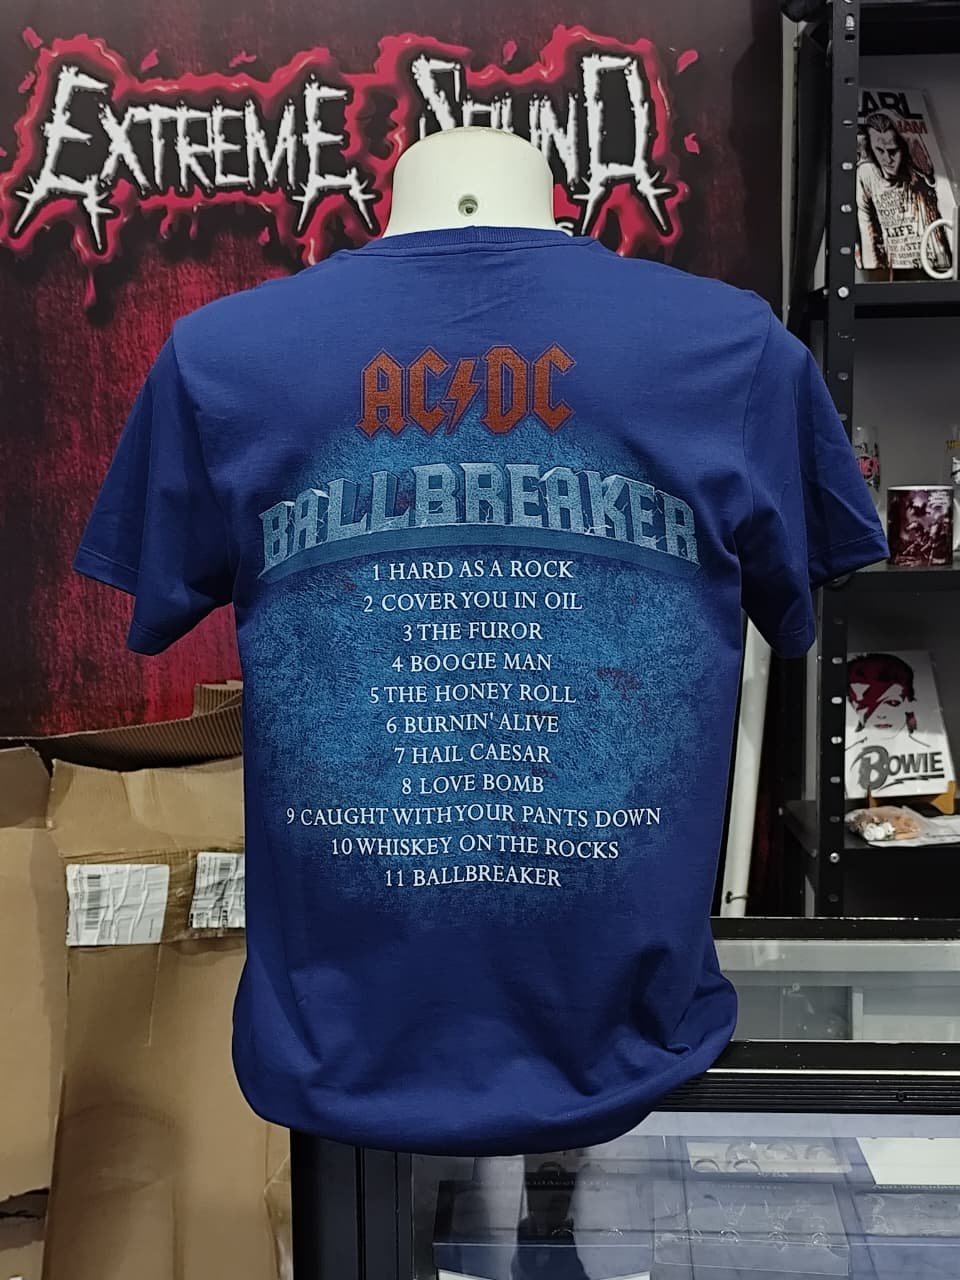 EXTREME SOUND
AC⚡DC
BALLBREAKER
1 HARD AS A ROCK
2 COVER YOU IN OIL
3 THE FUROR
4 BOOGIE MAN
5 THE HONEY ROLL
6 BURNIN' ALIVE
7 HAIL CAESAR
8 LOVE BOMB
9 CAUGHT WITH YOUR PANTS DOWN
10 WHISKEY ON THE ROCKS
11 BALLBREAKER
LIFE,
BOWIE